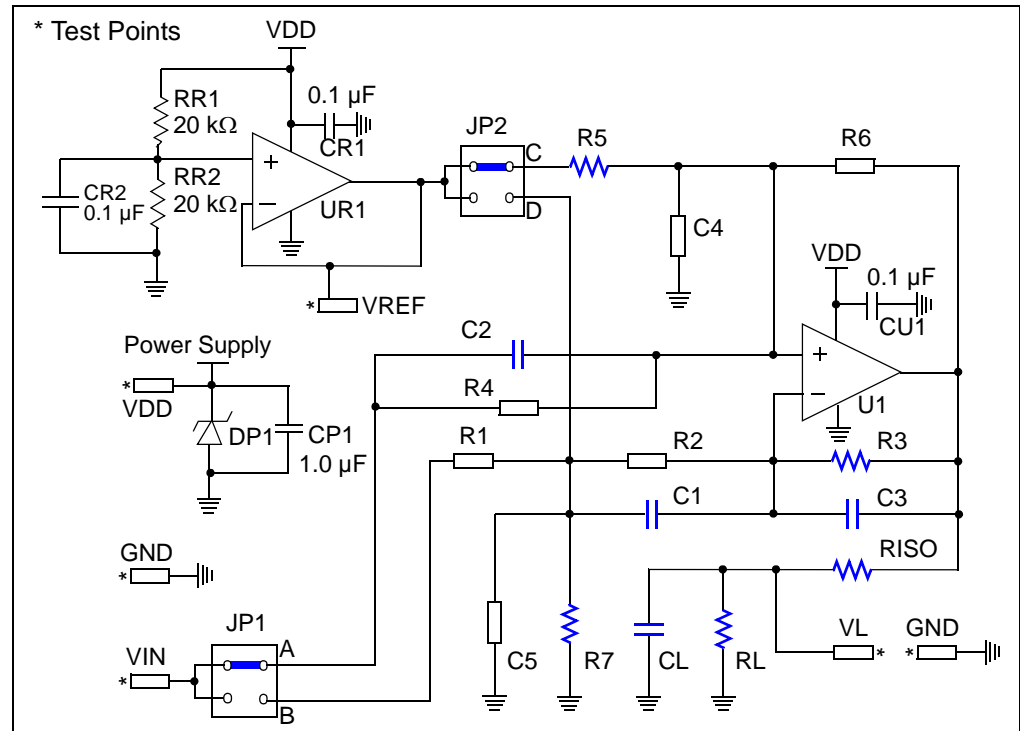 * Test Points
VDD
RR1
20 kΩ
0.1 µF
CR1
JP2
C
R5
R6
CR2
0.1 µF
RR2
20 kΩ
+
−
UR1
D
C4
* VREF
VDD
0.1 µF
CU1
C2
+
−
U1
Power Supply
*
VDD
DP1
CP1
1.0 µF
R4
R1
R2
R3
C1
C3
GND
*
RISO
JP1
A
VIN
*
B
C5
R7
CL
RL
VL
*
GND
*